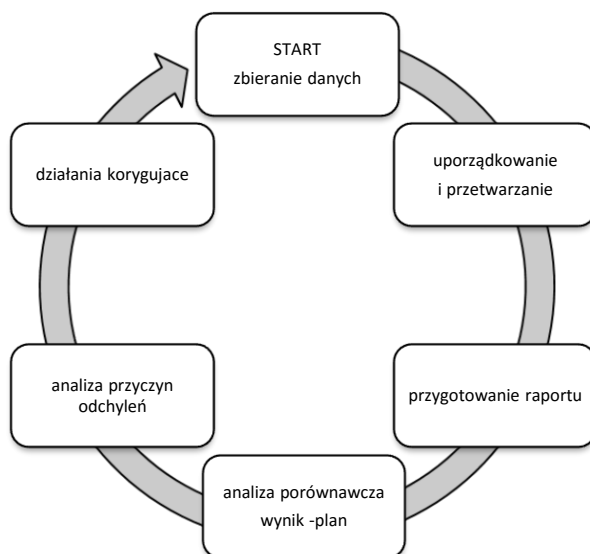 START
zbieranie danych
uporządkowanie
i przetwarzanie
przygotowanie raportu
analiza porównawcza
wynik -plan
analiza przyczyn
odchyleń
działania korygujace